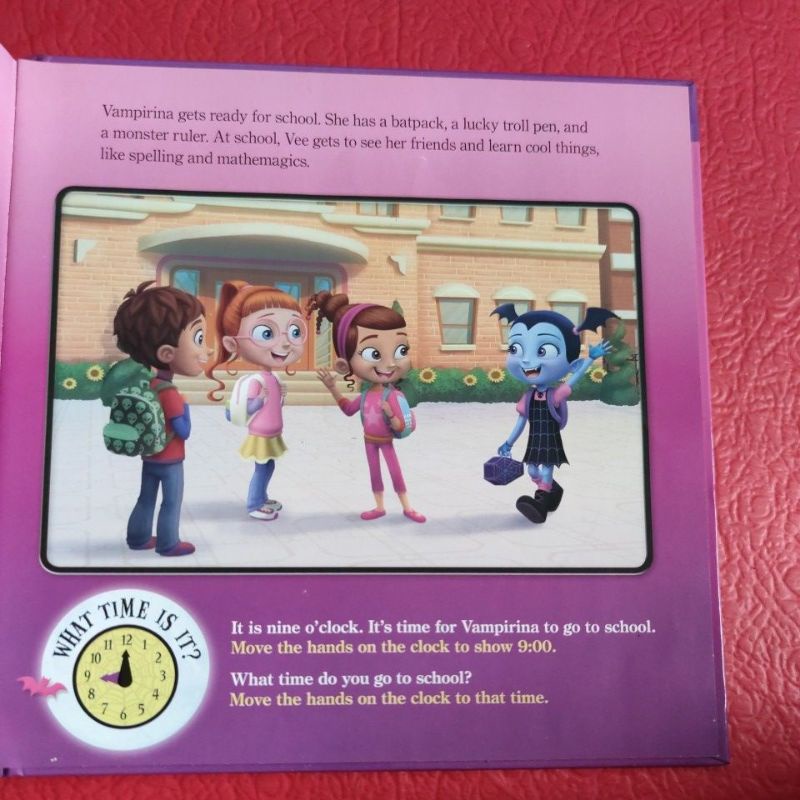 Vampirina gets ready for school. She has a batpack, a lucky troll pen, and
a monster ruler. At school, Vee gets to see her friends and learn cool things,
like spelling and mathemagics.
WHAT TIME IS IT?
12
1
2
3
4
5
6
7
8
9
10
11
It is nine o'clock. It's time for Vampirina to go to school.
Move the hands on the clock to show 9:00.
What time do you go to school?
Move the hands on the clock to that time.